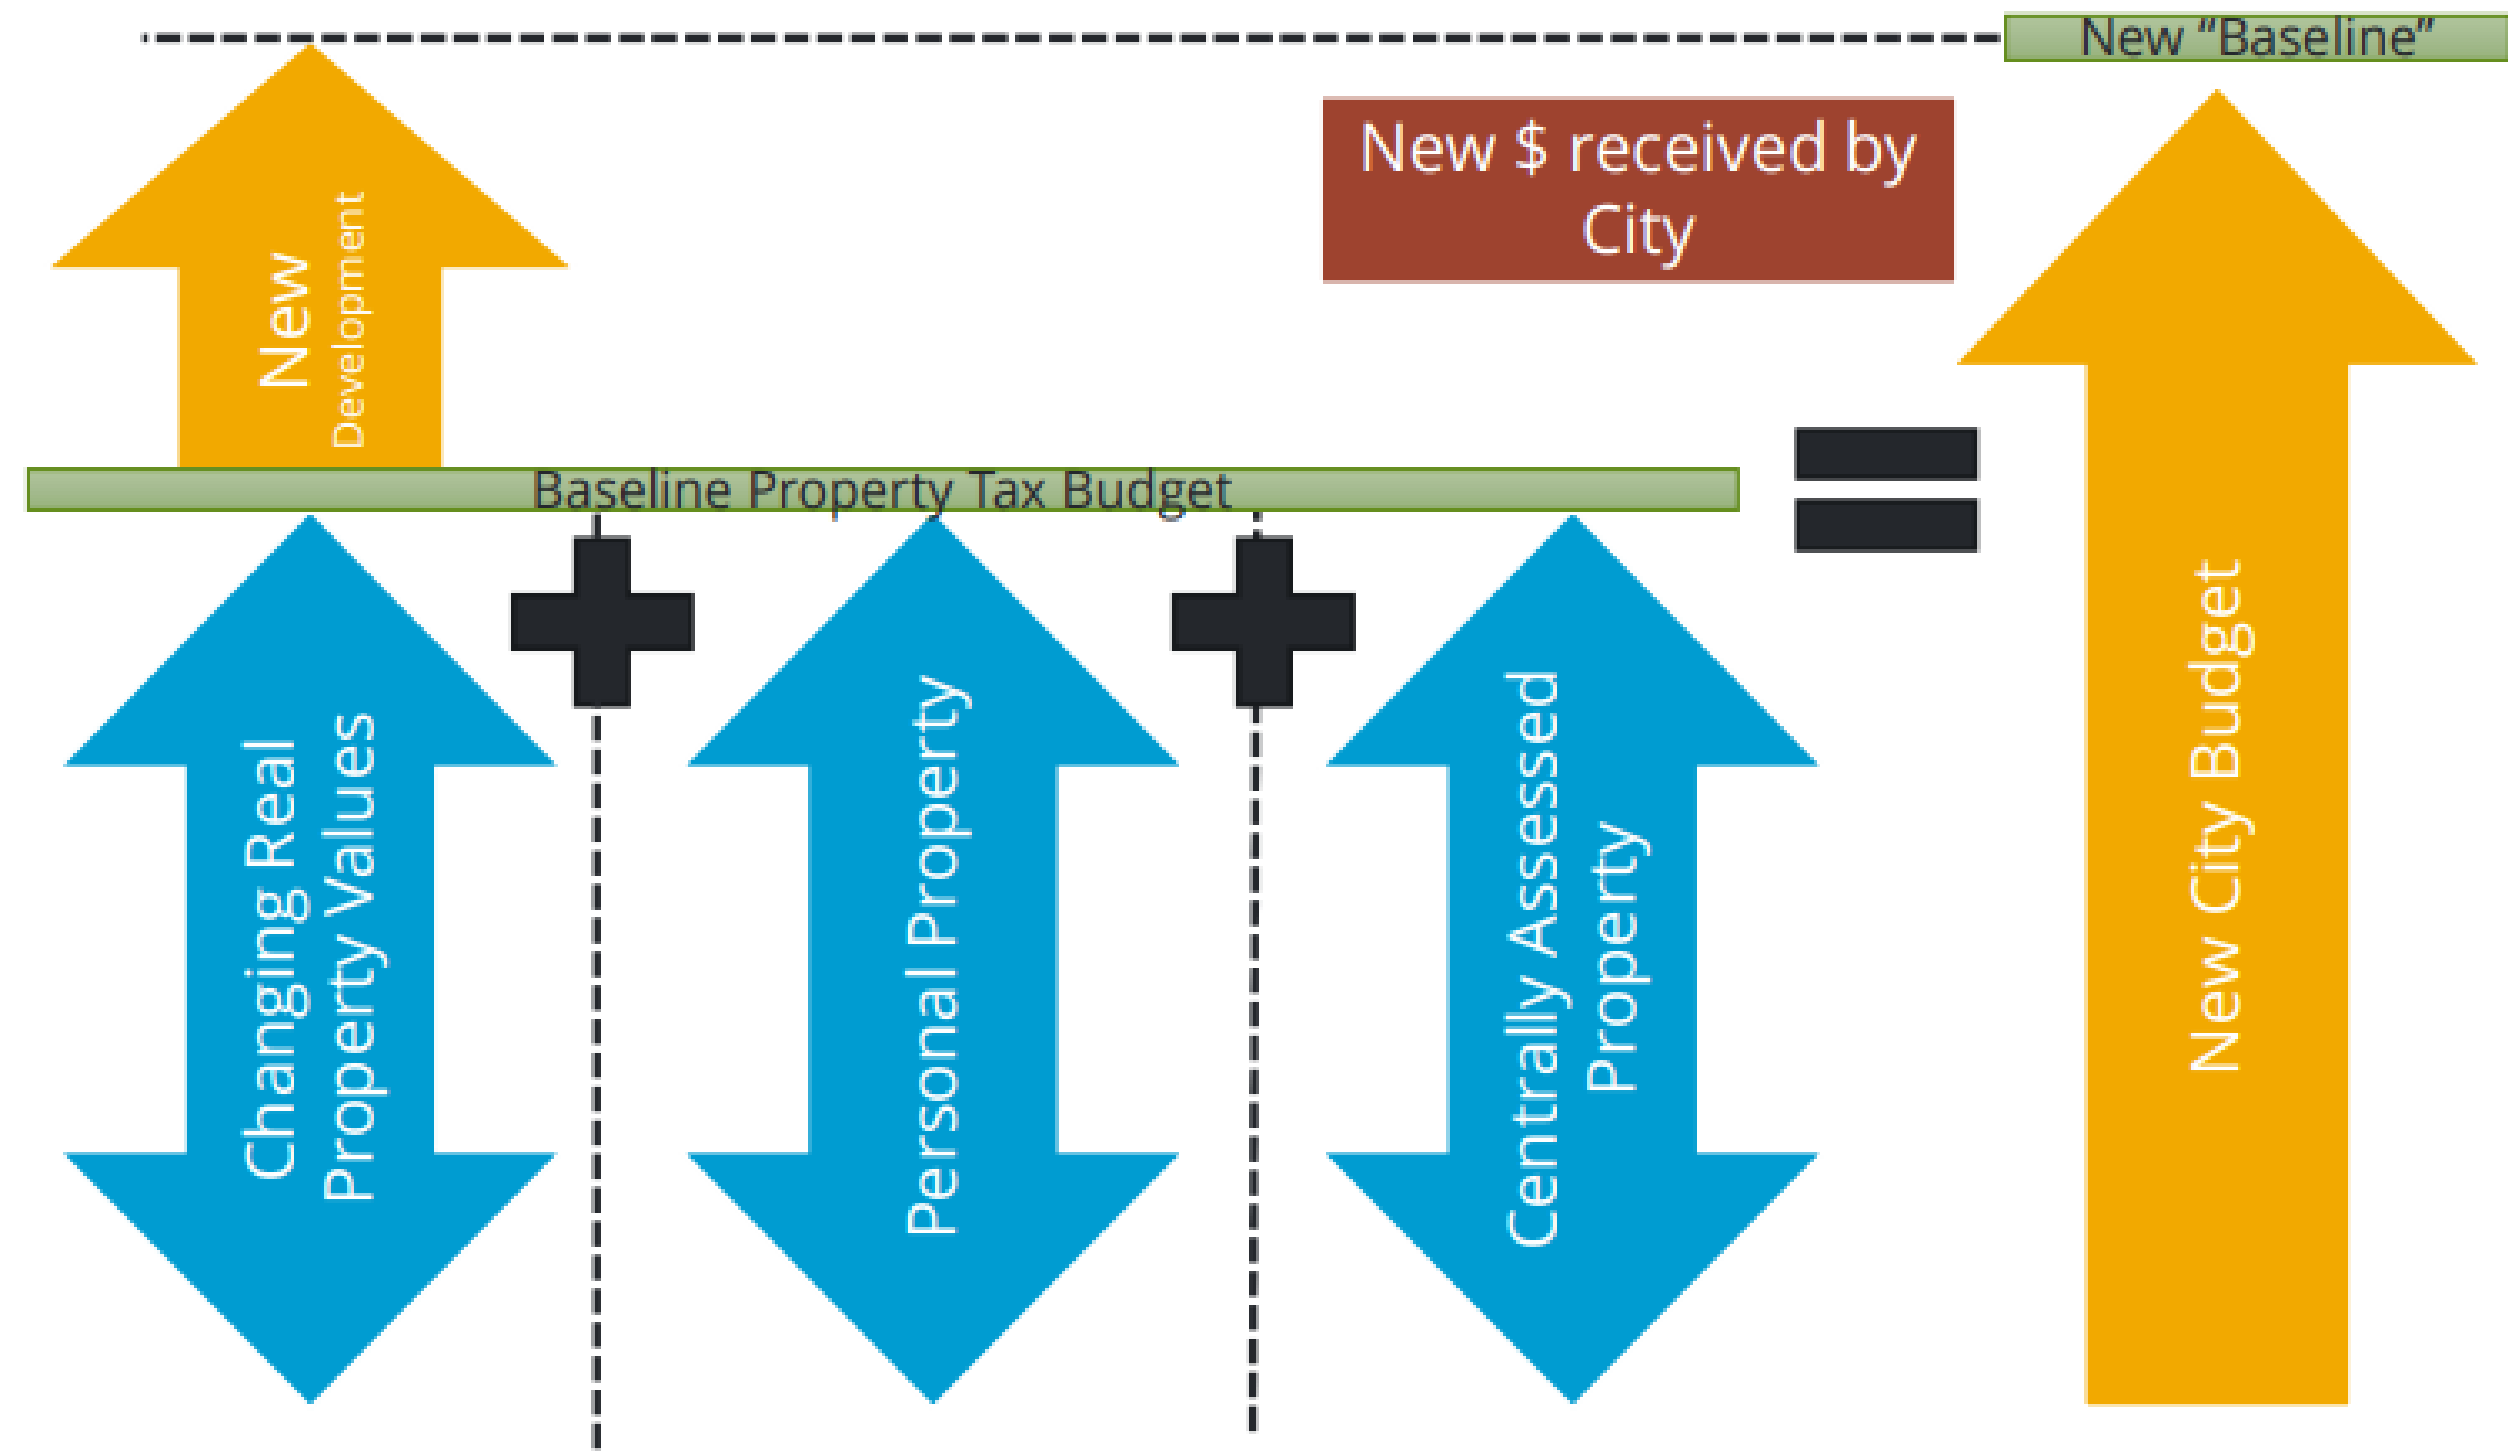 New “Baseline”
New $ received by
City
New
Development
Baseline Property Tax Budget
Changing Real
Property Values
Personal Property
Centrally Assessed
Property
New City Budget